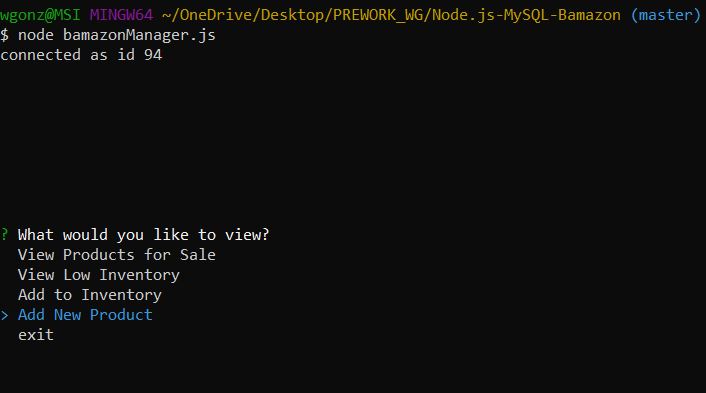 wgonz@MSI MINGW64 ~/OneDrive/Desktop/PREWORK_WG/Node.js-MySQL-Bamazon (master)
$ node bamazonManager.js
connected as id 94
? What would you like to view?
View Products for Sale
View Low Inventory
Add to Inventory
> Add New Product
exit